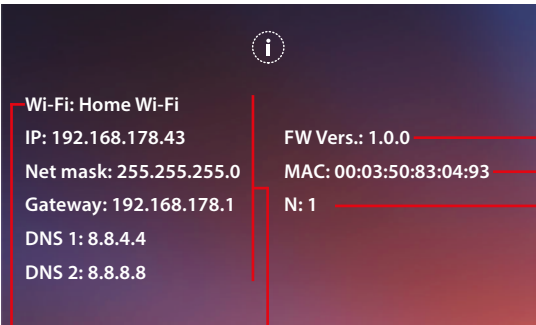 i
Wi-Fi: Home Wi-Fi
IP: 192.168.178.43
Net mask: 255.255.255.0
Gateway: 192.168.178.1
DNS 1: 8.8.4.4
DNS 2: 8.8.8.8
FW Vers.: 1.0.0
MAC: 00:03:50:83:04:93
N: 1